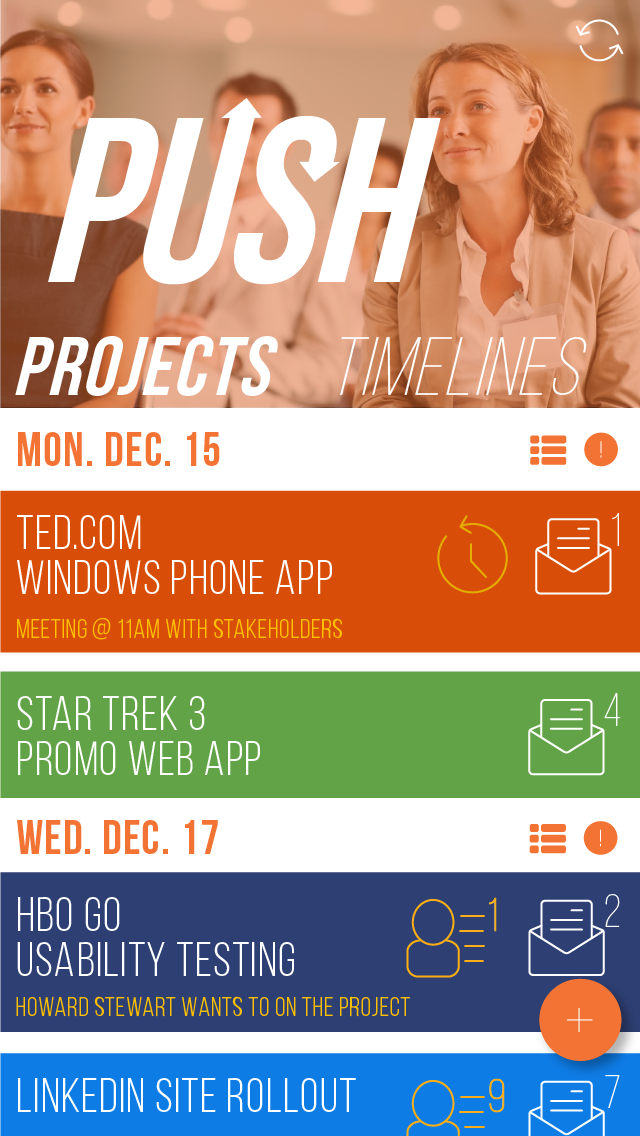 PUSH
PROJECTS TIMELINES
MON. DEC. 15
!
TED.COM
WINDOWS PHONE APP
1
MEETING @ 11AM WITH STAKEHOLDERS
STAR TREK 3
PROMO WEB APP
4
WED. DEC. 17
!
HBO GO
USABILITY TESTING
1 2
HOWARD STEWART WANTS TO ON THE PROJECT
+
LINKEDIN SITE ROLLOUT
9 7